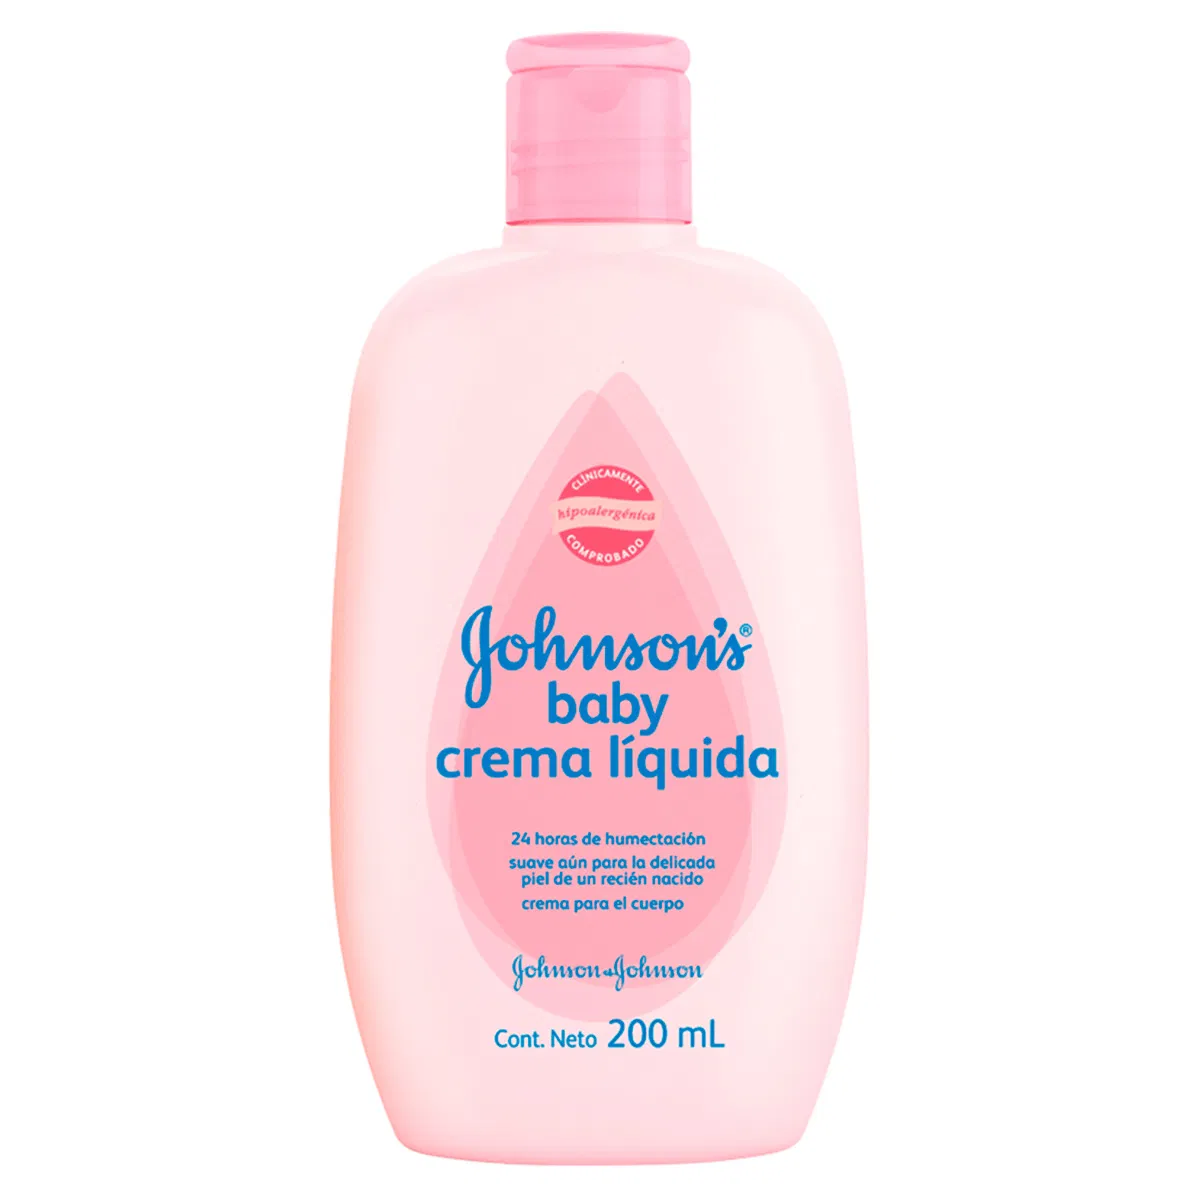 CLÍNICAMENTE
hipoalergénica
COMPROBADO
Johnson's®
baby
crema líquida
24 horas de humectación
suave aún para la delicada
piel de un recién nacido
crema para el cuerpo
Johnson & Johnson
Cont. Neto 200 mL